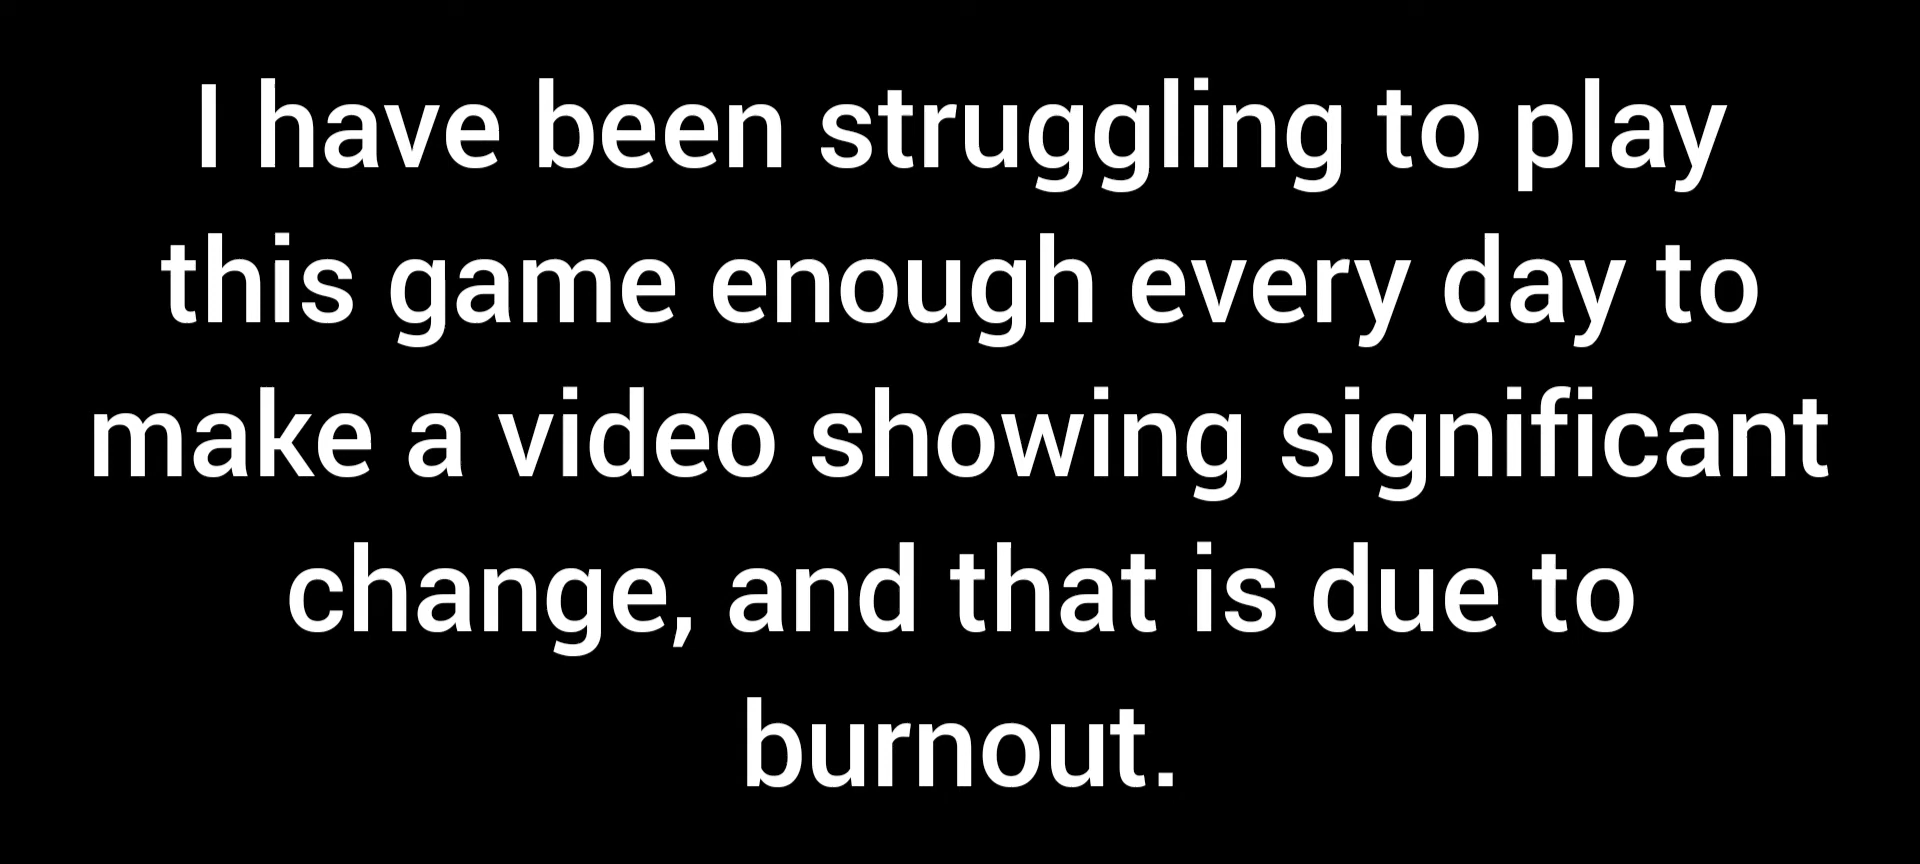 I have been struggling to play
this game enough every day to
make a video showing significant
change, and that is due to
burnout.